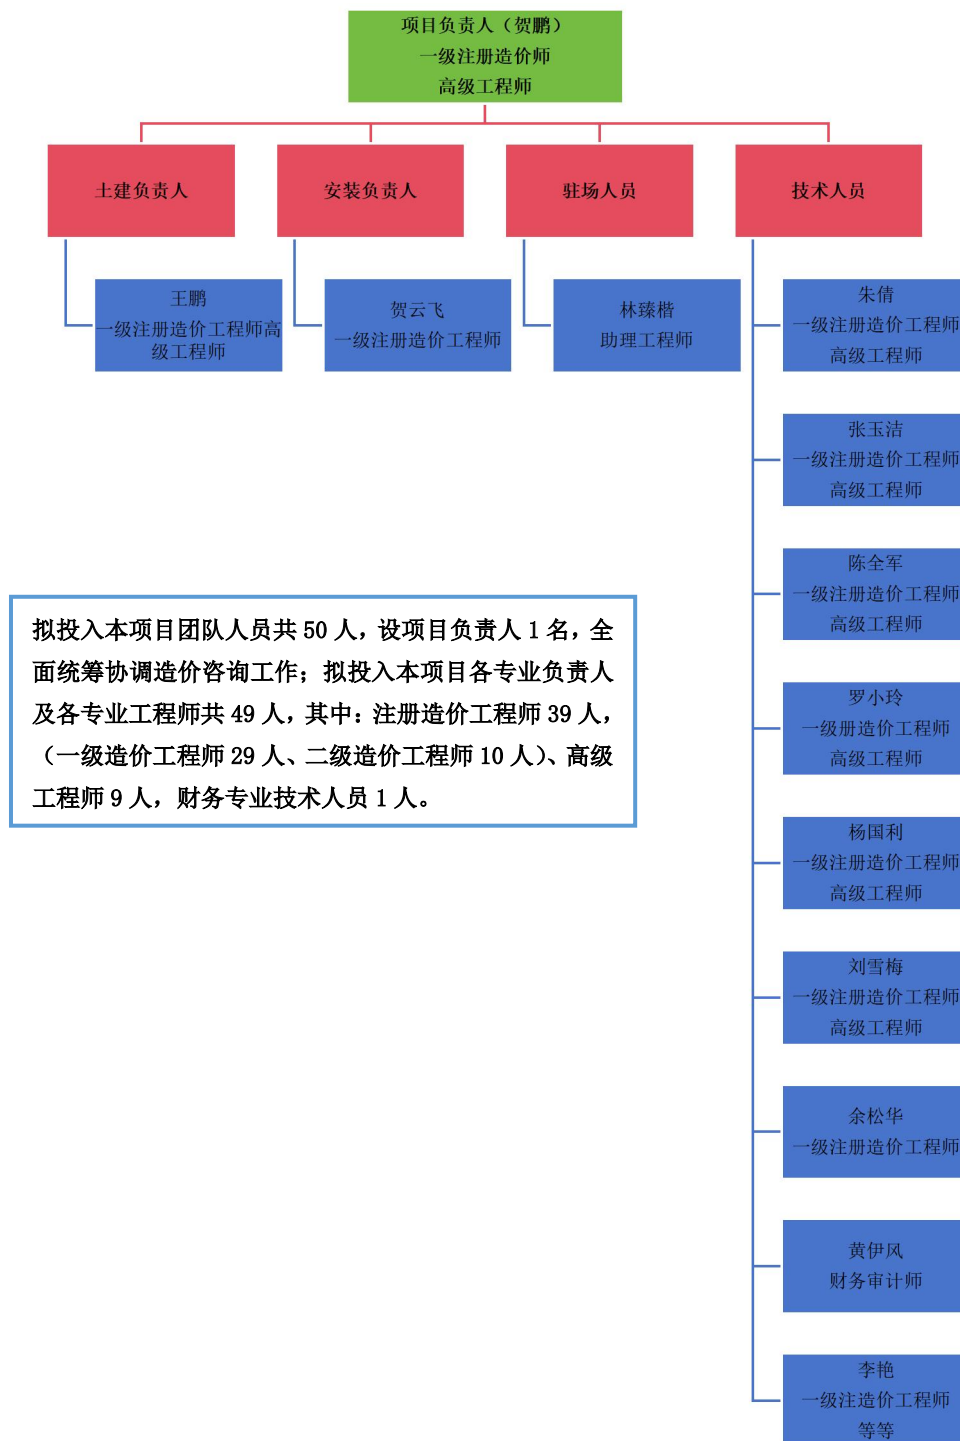 项目负责人（贺鹏）
一级注册造价师
高级工程师
土建负责人
安装负责人
驻场人员
技术人员
王鹏
一级注册造价工程师高
级工程师
贺云飞
一级注册造价工程师
林臻楷
助理工程师
朱倩
一级注册造价工程师
高级工程师
张玉洁
一级注册造价工程师
高级工程师
陈全军
一级注册造价工程师
高级工程师
拟投入本项目团队人员共 50 人，设项目负责人 1 名，全
面统筹协调造价咨询工作；拟投入本项目各专业负责人
及各专业工程师共 49 人，其中：注册造价工程师 39 人，
（一级造价工程师 29 人、二级造价工程师 10 人）、高级
工程师 9 人，财务专业技术人员 1 人。
罗小玲
一级册造价工程师
高级工程师
杨国利
一级注册造价工程师
高级工程师
刘雪梅
一级注册造价工程师
高级工程师
余松华
一级注册造价工程师
黄伊风
财务审计师
李艳
一级注造价工程师
等等